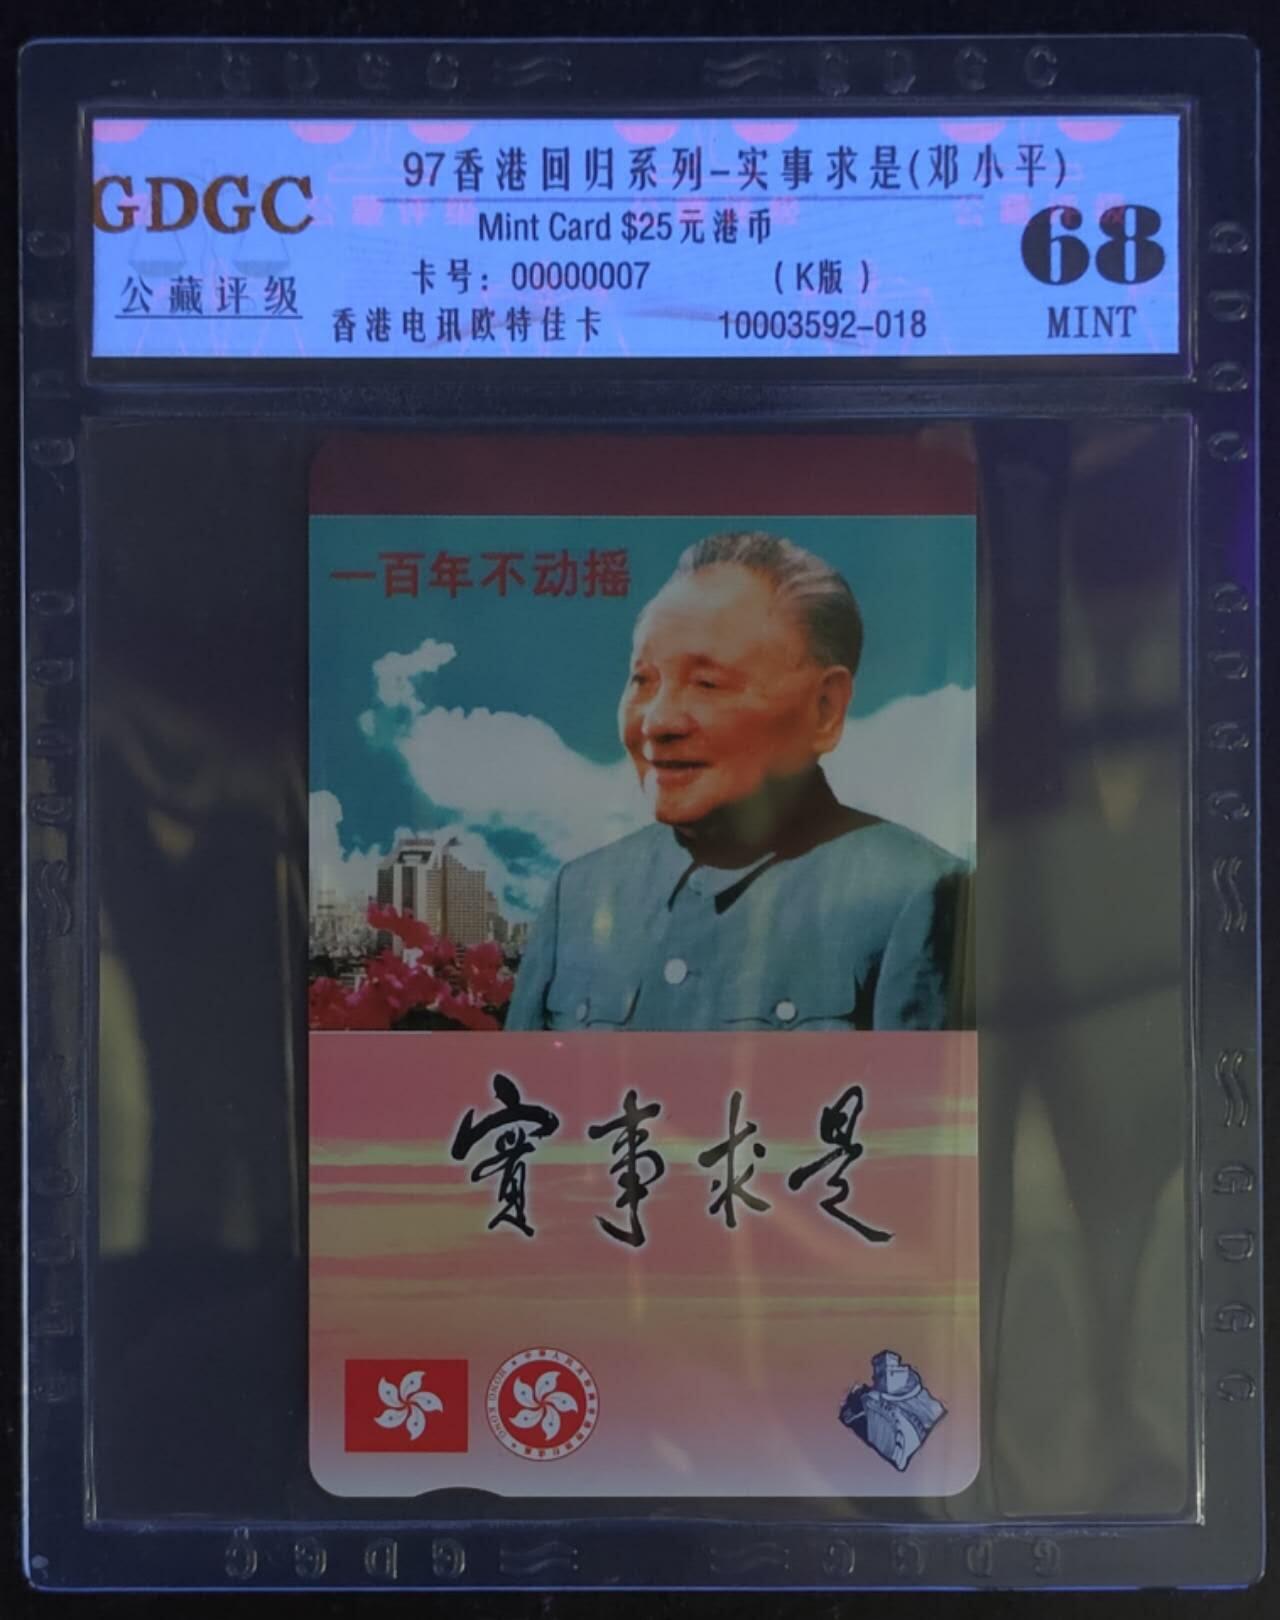 GDGC
97香港回归系列-实事求是(邓小平)
Mint Card $25元港币
卡号：00000007 （K版）
公藏评级
香港电讯欧特佳卡 10003592-018
68
MINT
一百年不动摇
實事求是
HONG KONG